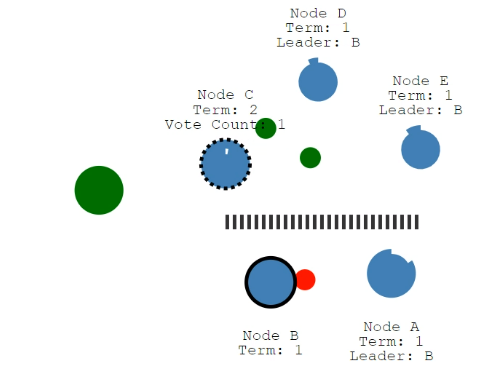 Node D
Term: 1
Leader: B
Node E
Term: 1
Leader: B
Node C
Term: 2
Vote Count: 1
Node B
Term: 1
Node A
Term: 1
Leader: B